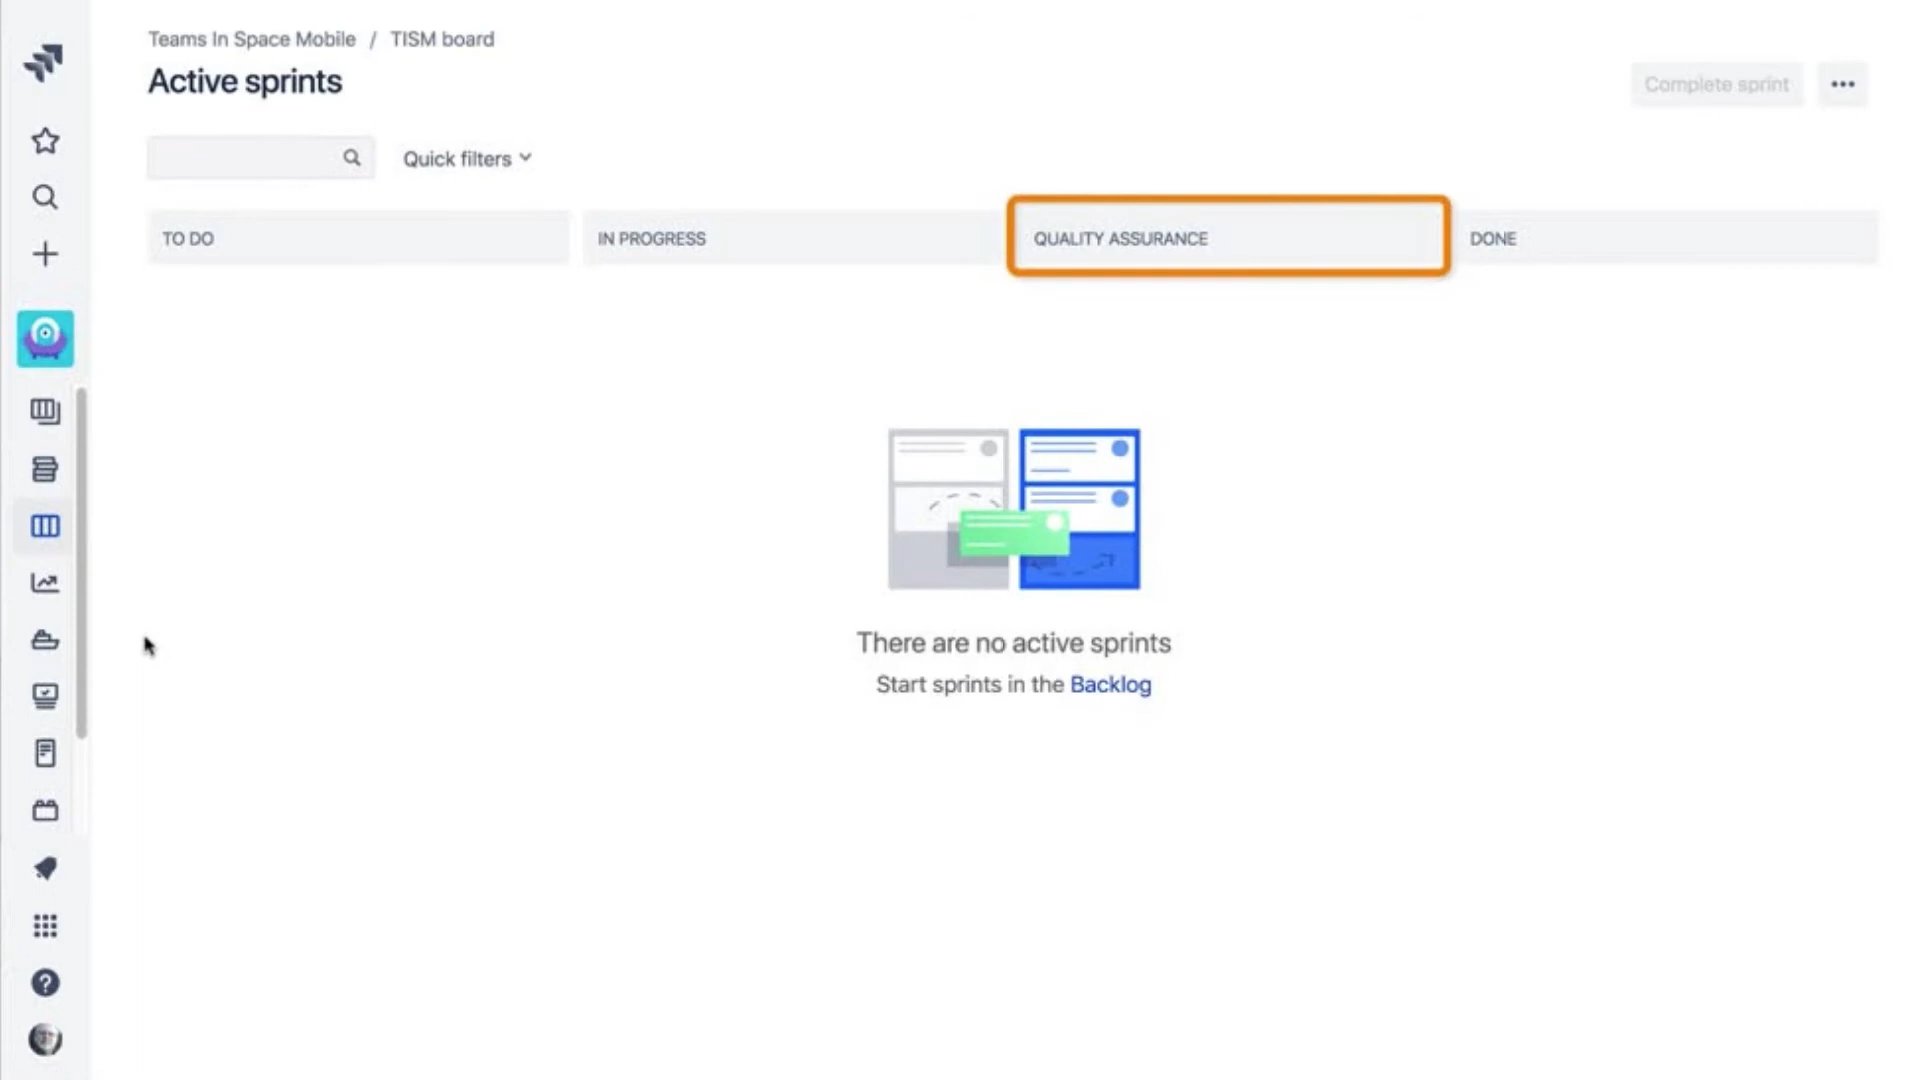 Teams In Space Mobile / TISM board
Active sprints
Complete sprint
Quick filters
TO DO
IN PROGRESS
QUALITY ASSURANCE
DONE
There are no active sprints
Start sprints in the Backlog